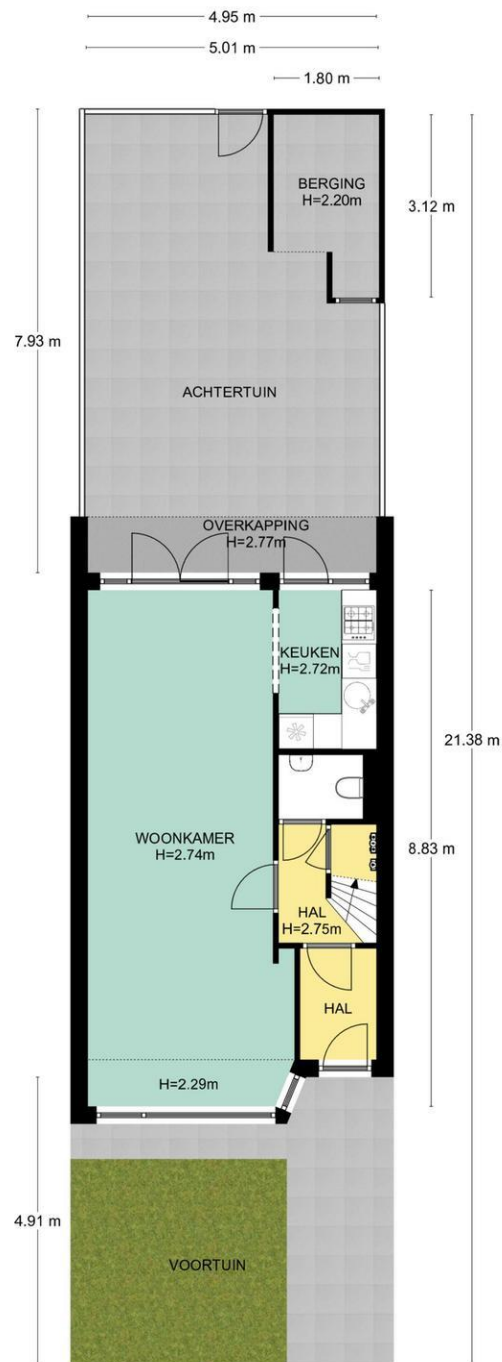 4.95 m
5.01 m
1.80 m
BERGING
H=2.20m
3.12 m
7.93 m
ACHTERTUIN
OVERKAPPING
H=2.77m
KEUKEN
H=2.72m
21.38 m
WOONKAMER
H=2.74m
8.83 m
HAL
H=2.75m
HAL
H=2.29m
4.91 m
VOORTUIN